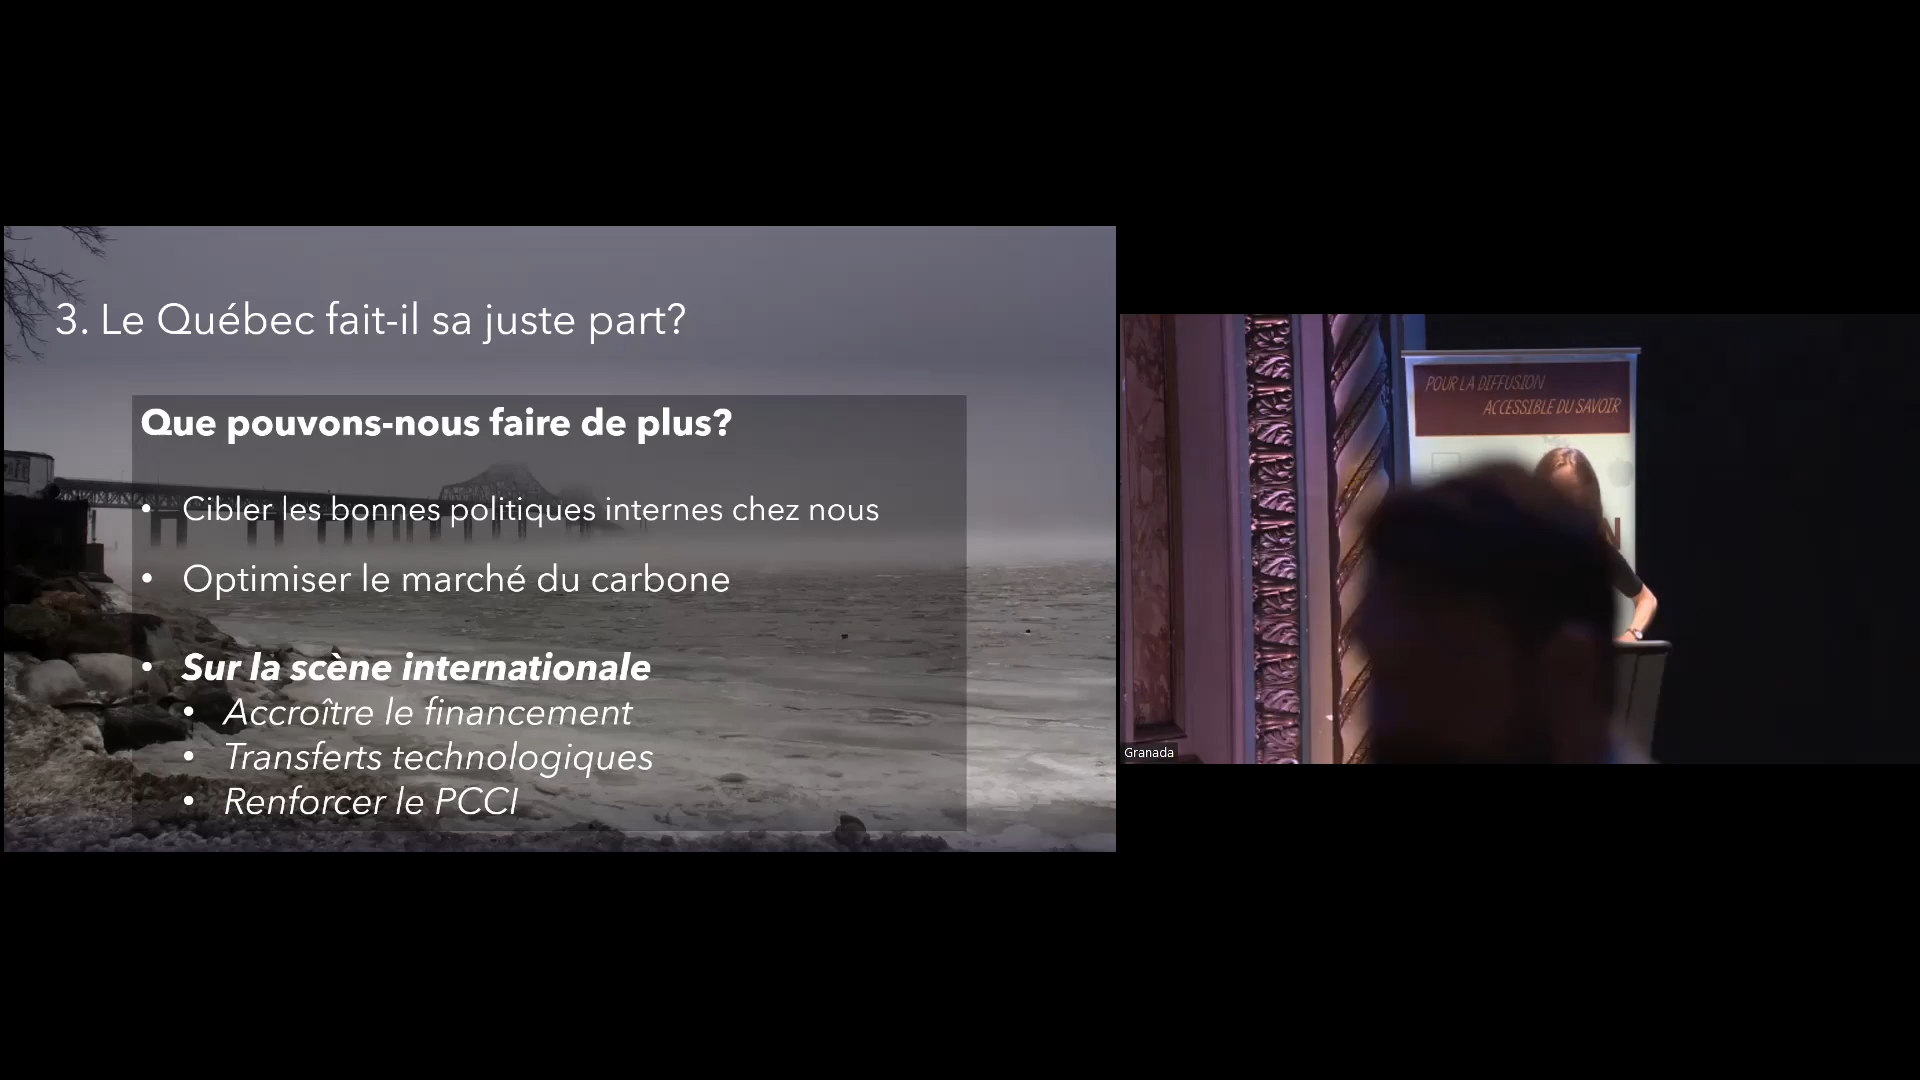 3. Le Québec fait-il sa juste part?
Que pouvons-nous faire de plus?
• Cibler les bonnes politiques internes chez nous
• Optimiser le marché du carbone
• Sur la scène internationale
• Accroître le financement
• Transferts technologiques
• Renforcer le PCCI
POUR LA DIFFUSION
ACCESSIBLE DU SAVOIR
N
Granada